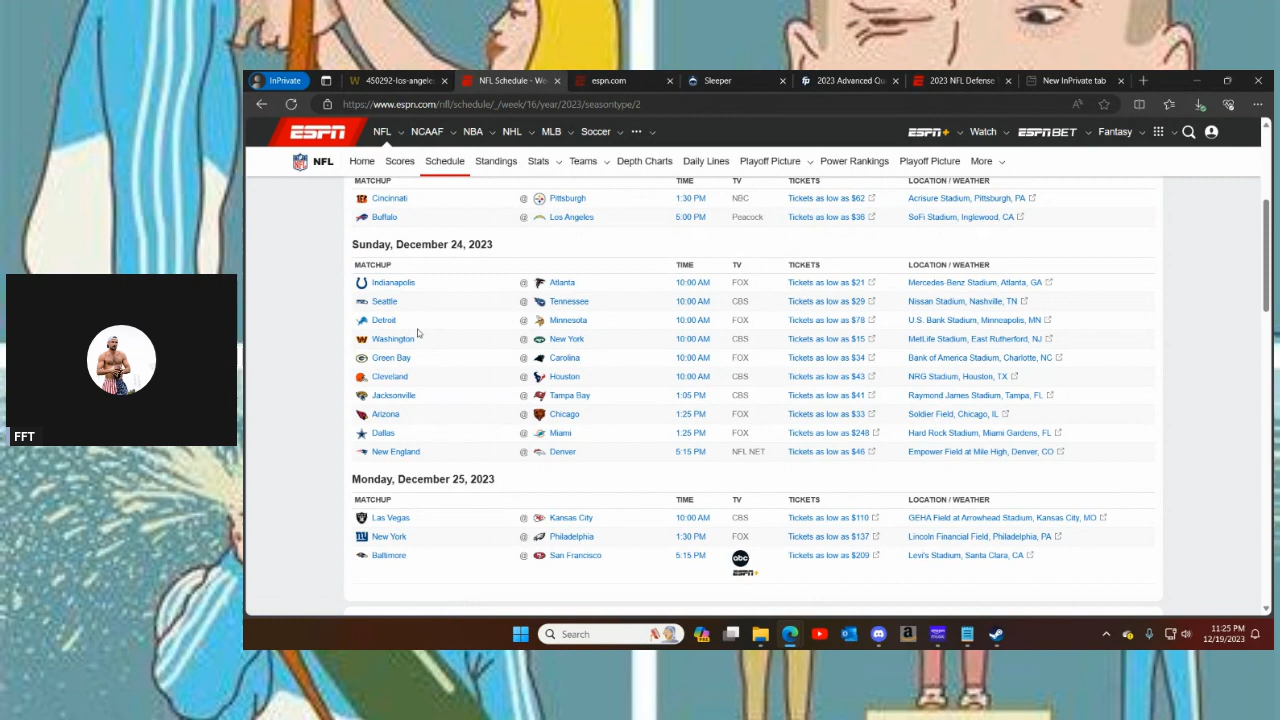 InPrivate 450292-los-angele NFL Schedule - We espn.com Sleeper 2023 Advanced Qu 2023 NFL Defense New InPrivate tab
https://www.espn.com/nfl/schedule/_/week/16/year/2023/seasontype/2
ESPN NFL NCAAF NBA NHL MLB Soccer ESPN+ Watch ESPN BET Fantasy
NFL Home Scores Schedule Standings Stats Teams Depth Charts Daily Lines Playoff Picture Power Rankings Playoff Picture More
MATCHUP TIME TV TICKETS LOCATION / WEATHER
Cincinnati @ Pittsburgh 1:30 PM NBC Tickets as low as $62 Acrisure Stadium, Pittsburgh, PA
Buffalo @ Los Angeles 5:00 PM Peacock Tickets as low as $36 SoFi Stadium, Inglewood, CA
Sunday, December 24, 2023
MATCHUP TIME TV TICKETS LOCATION / WEATHER
Indianapolis @ Atlanta 10:00 AM FOX Tickets as low as $21 Mercedes-Benz Stadium, Atlanta, GA
Seattle @ Tennessee 10:00 AM CBS Tickets as low as $29 Nissan Stadium, Nashville, TN
Detroit @ Minnesota 10:00 AM FOX Tickets as low as $78 U.S. Bank Stadium, Minneapolis, MN
Washington @ New York 10:00 AM CBS Tickets as low as $15 MetLife Stadium, East Rutherford, NJ
Green Bay @ Carolina 10:00 AM FOX Tickets as low as $34 Bank of America Stadium, Charlotte, NC
Cleveland @ Houston 10:00 AM CBS Tickets as low as $43 NRG Stadium, Houston, TX
Jacksonville @ Tampa Bay 1:05 PM CBS Tickets as low as $41 Raymond James Stadium, Tampa, FL
Arizona @ Chicago 1:25 PM FOX Tickets as low as $33 Soldier Field, Chicago, IL
Dallas @ Miami 1:25 PM FOX Tickets as low as $248 Hard Rock Stadium, Miami Gardens, FL
New England @ Denver 5:15 PM NFL NET Tickets as low as $46 Empower Field at Mile High, Denver, CO
Monday, December 25, 2023
MATCHUP TIME TV TICKETS LOCATION / WEATHER
Las Vegas @ Kansas City 10:00 AM CBS Tickets as low as $110 GEHA Field at Arrowhead Stadium, Kansas City, MO
New York @ Philadelphia 1:30 PM FOX Tickets as low as $137 Lincoln Financial Field, Philadelphia, PA
Baltimore @ San Francisco 5:15 PM abc Tickets as low as $209 Levi's Stadium, Santa Clara, CA
ESPN+
FFT
Search
11:25 PM
12/19/2023